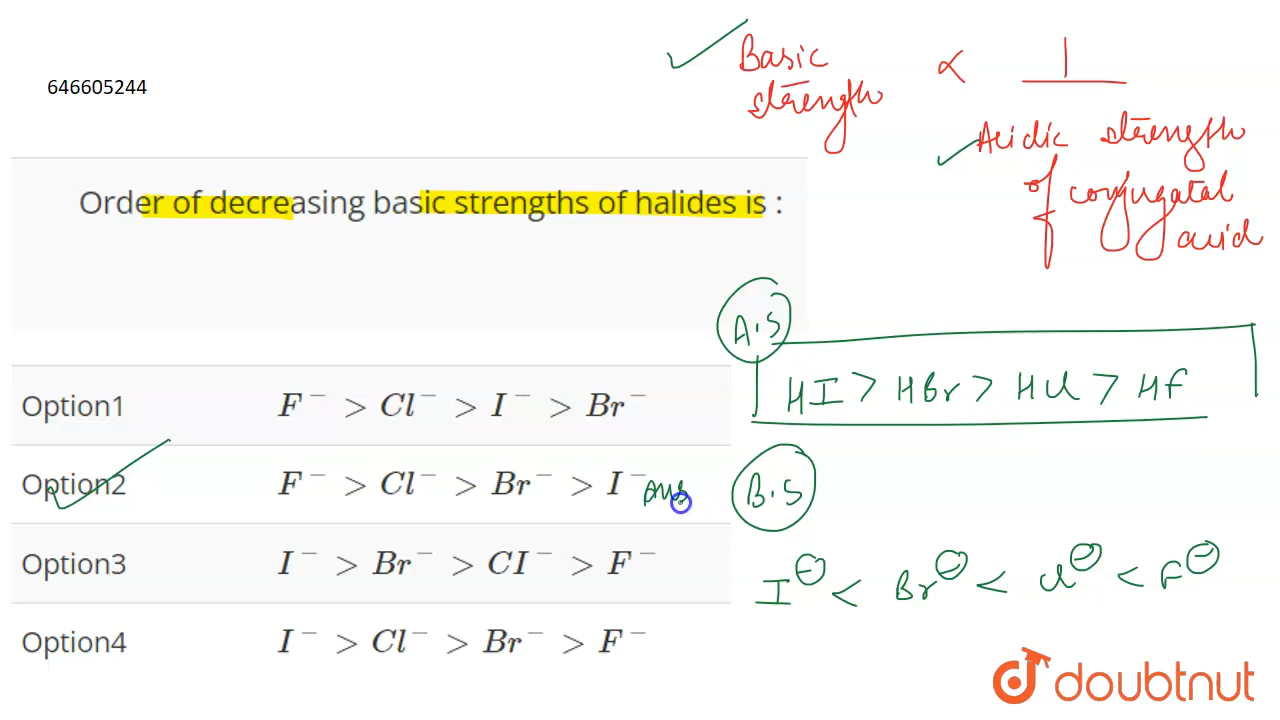 646605244
Basic
strength ∝ 1
Acidic strength
of conjugatal
acid
Order of decreasing basic strengths of halides is :
A.S
HI > HBr > HCl > HF
Option1 F⁻ > Cl⁻ > I⁻ > Br⁻
Option2 F⁻ > Cl⁻ > Br⁻ > I⁻ Ans
B.S
Option3 I⁻ > Br⁻ > CI⁻ > F⁻
I⊖ < Br⊖ < Cl⊖ < F⊖
Option4 I⁻ > Cl⁻ > Br⁻ > F⁻
doubtnut